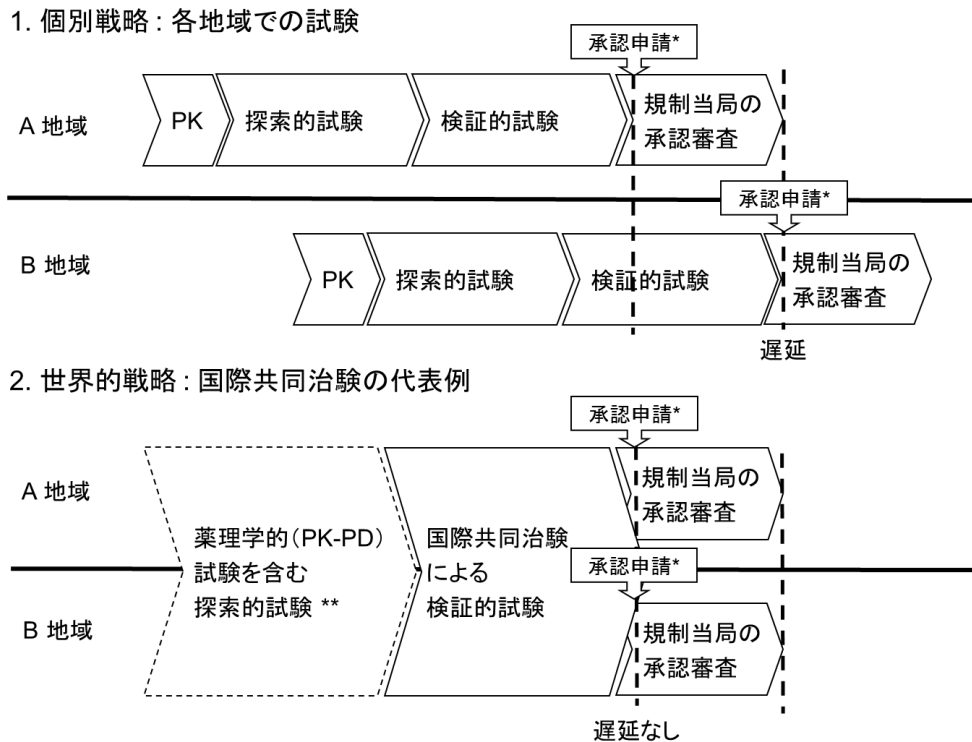 1. 個別戦略 : 各地域での試験
承認申請*
A 地域
PK
探索的試験
検証的試験
規制当局の
承認審査
承認申請*
B 地域
PK
探索的試験
検証的試験
規制当局の
承認審査
遅延
2. 世界的戦略 : 国際共同治験の代表例
承認申請*
A 地域
規制当局の
承認審査
薬理学的（PK-PD）
試験を含む
探索的試験 **
国際共同治験
による
検証的試験
承認申請*
B 地域
規制当局の
承認審査
遅延なし